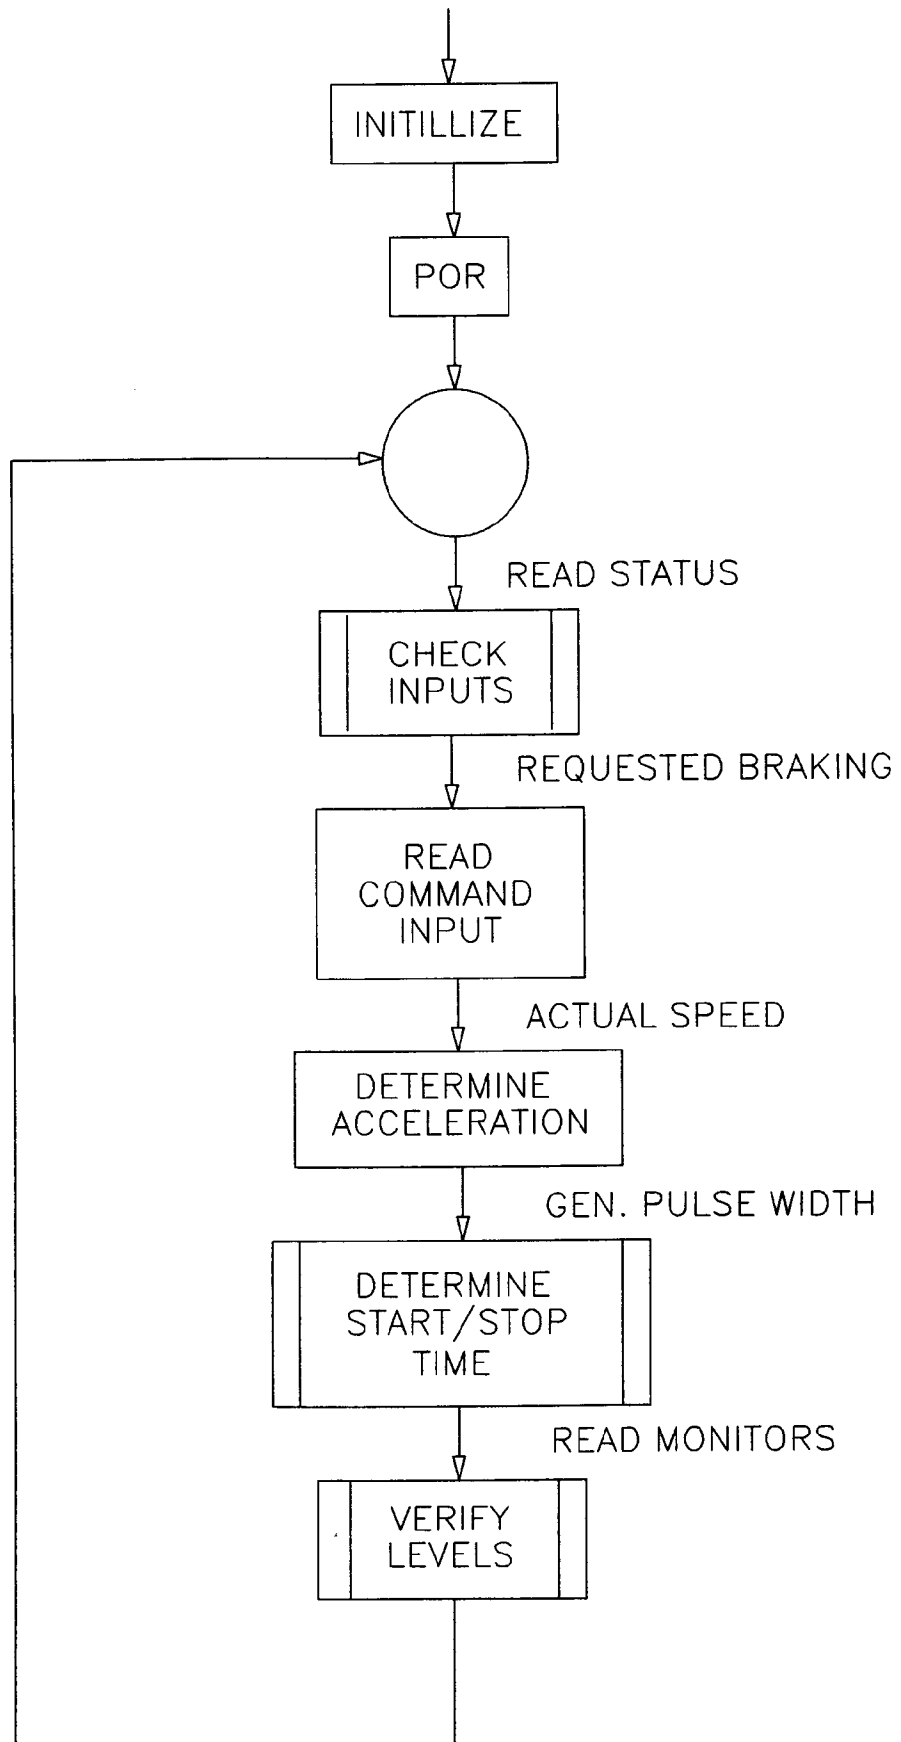 INITILLIZE
POR
READ STATUS
CHECK
INPUTS
REQUESTED BRAKING
READ
COMMAND
INPUT
ACTUAL SPEED
DETERMINE
ACCELERATION
GEN. PULSE WIDTH
DETERMINE
START/STOP
TIME
READ MONITORS
VERIFY
LEVELS